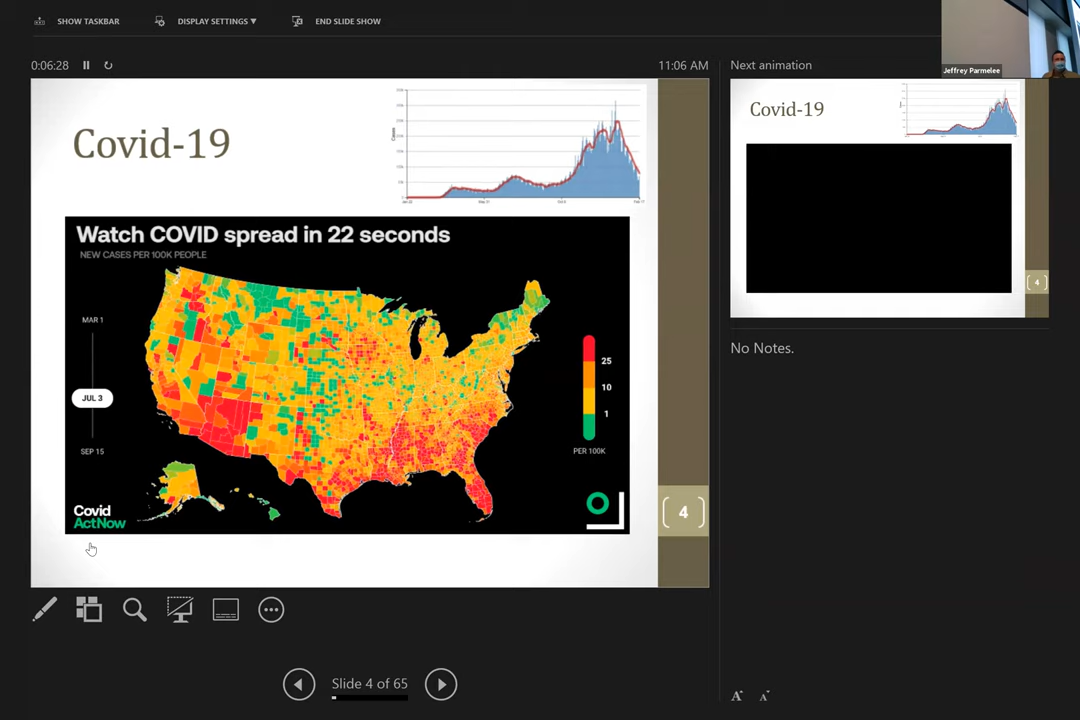 SHOW TASKBAR
DISPLAY SETTINGS ▼
END SLIDE SHOW
Jeffrey Parmelee
0:06:28
11:06 AM
Next animation
Covid-19
Cases
Covid-19
Watch COVID spread in 22 seconds
NEW CASES PER 100K PEOPLE
MAR 1
JUL 3
SEP 15
25
10
1
PER 100K
Covid
ActNow
4
4
No Notes.
Slide 4 of 65
A
A